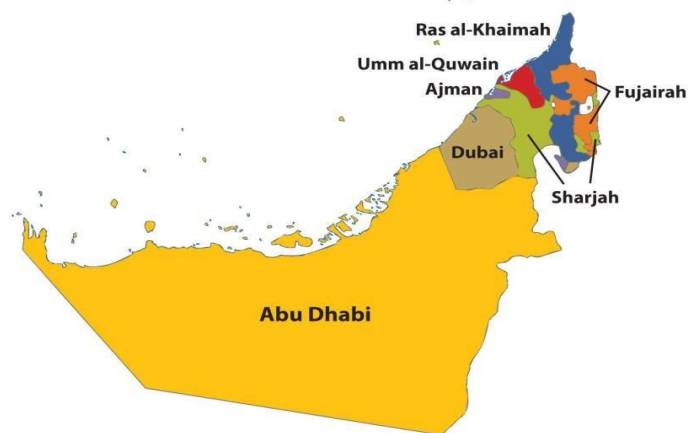 Ras al-Khaimah
Umm al-Quwain
Ajman
Fujairah
Dubai
Sharjah
Abu Dhabi